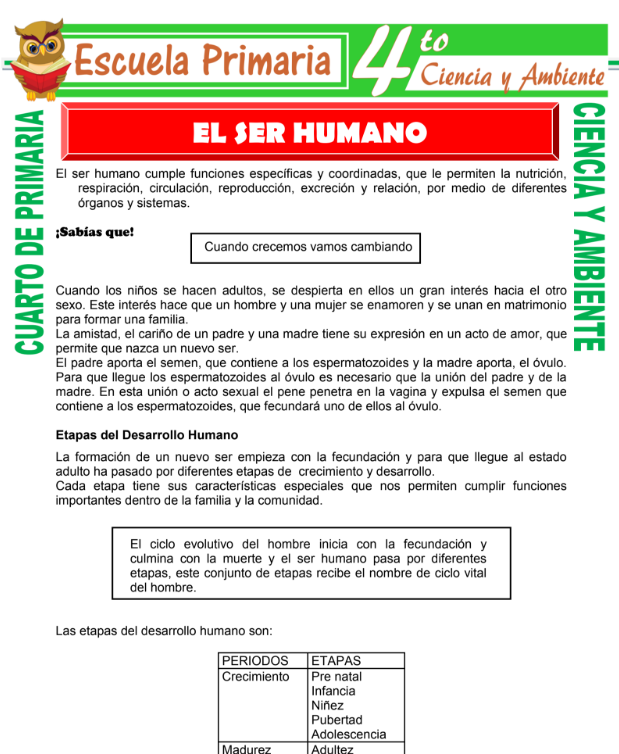 Escuela Primaria
4to
Ciencia y Ambiente
CUARTO DE PRIMARIA
CIENCIA Y AMBIENTE
EL SER HUMANO
El ser humano cumple funciones específicas y coordinadas, que le permiten la nutrición,
respiración, circulación, reproducción, excreción y relación, por medio de diferentes
órganos y sistemas.
¡Sabías que!
Cuando crecemos vamos cambiando
Cuando los niños se hacen adultos, se despierta en ellos un gran interés hacia el otro
sexo. Este interés hace que un hombre y una mujer se enamoren y se unan en matrimonio
para formar una familia.
La amistad, el cariño de un padre y una madre tiene su expresión en un acto de amor, que
permite que nazca un nuevo ser.
El padre aporta el semen, que contiene a los espermatozoides y la madre aporta, el óvulo.
Para que llegue los espermatozoides al óvulo es necesario que la unión del padre y de la
madre. En esta unión o acto sexual el pene penetra en la vagina y expulsa el semen que
contiene a los espermatozoides, que fecundará uno de ellos al óvulo.
Etapas del Desarrollo Humano
La formación de un nuevo ser empieza con la fecundación y para que llegue al estado
adulto ha pasado por diferentes etapas de crecimiento y desarrollo.
Cada etapa tiene sus características especiales que nos permiten cumplir funciones
importantes dentro de la familia y la comunidad.
El ciclo evolutivo del hombre inicia con la fecundación y
culmina con la muerte y el ser humano pasa por diferentes
etapas, este conjunto de etapas recibe el nombre de ciclo vital
del hombre.
Las etapas del desarrollo humano son:
PERIODOS ETAPAS
Crecimiento Pre natal
Infancia
Niñez
Pubertad
Adolescencia
Madurez Adultez